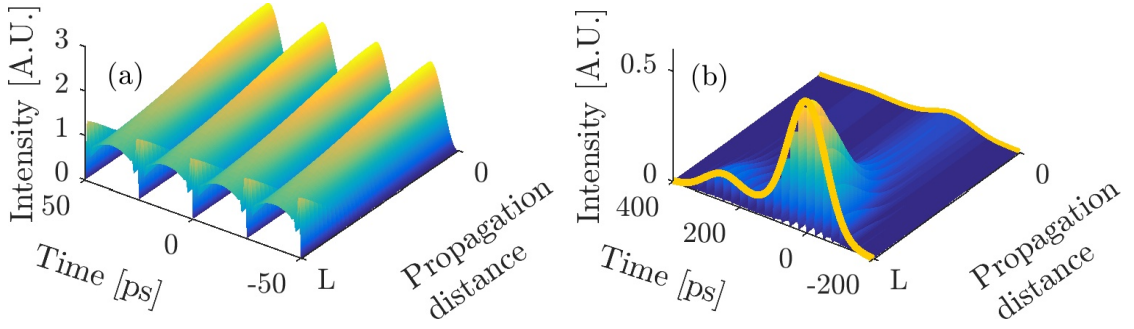 (a)
Intensity [A.U.]
3
2
1
0
50
0
-50
Time [ps]
L
0
Propagation
distance
(b)
Intensity [A.U.]
0.5
0
400
200
0
-200
Time [ps]
L
0
Propagation
distance